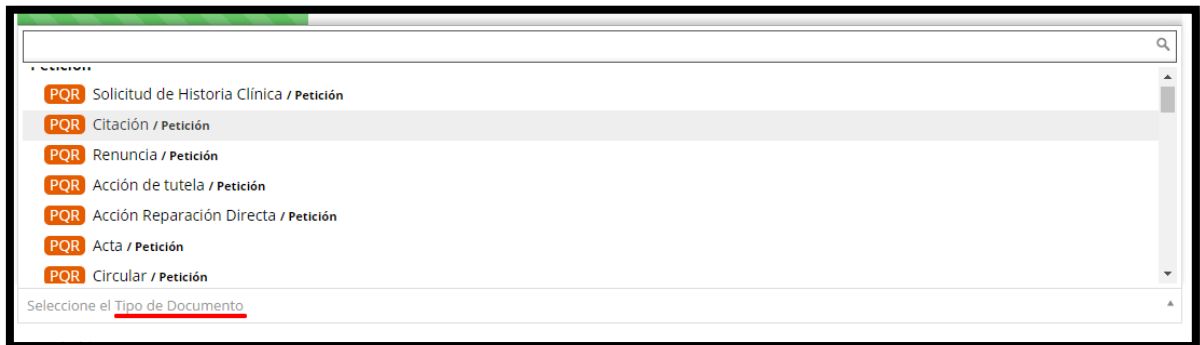 Petición
PQR Solicitud de Historia Clínica / Petición
PQR Citación / Petición
PQR Renuncia / Petición
PQR Acción de tutela / Petición
PQR Acción Reparación Directa / Petición
PQR Acta / Petición
PQR Circular / Petición
Seleccione el Tipo de Documento